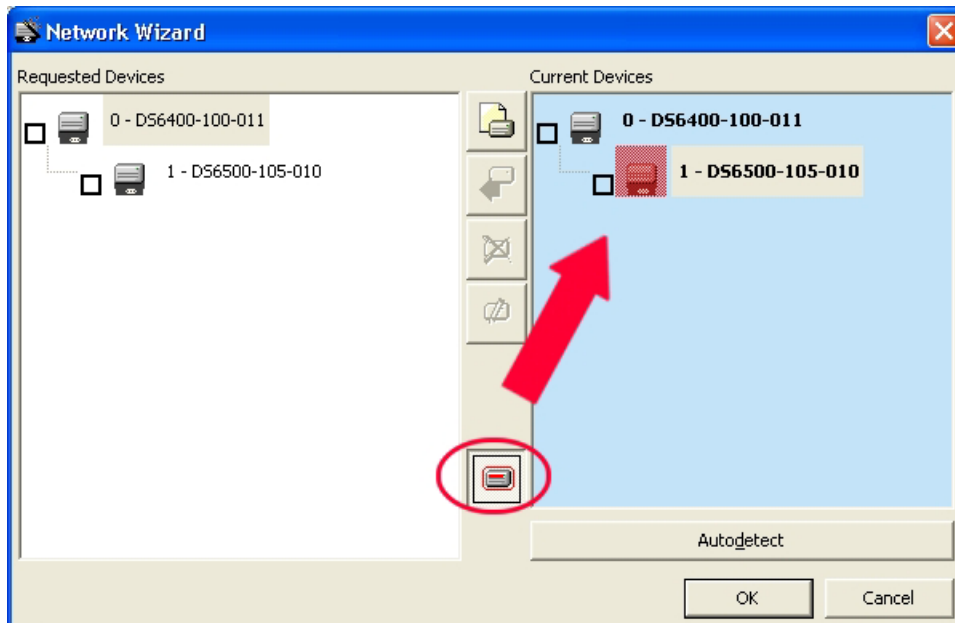 Network Wizard
Requested Devices
0 - DS6400-100-011
1 - DS6500-105-010
Current Devices
0 - DS6400-100-011
1 - DS6500-105-010
Autodetect
OK
Cancel